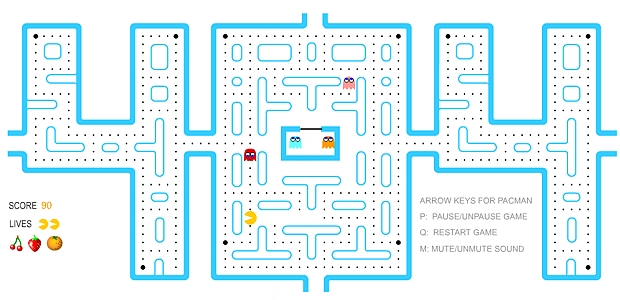 SCORE 90
LIVES
ARROW KEYS FOR PACMAN
P: PAUSE/UNPAUSE GAME
Q: RESTART GAME
M: MUTE/UNMUTE SOUND